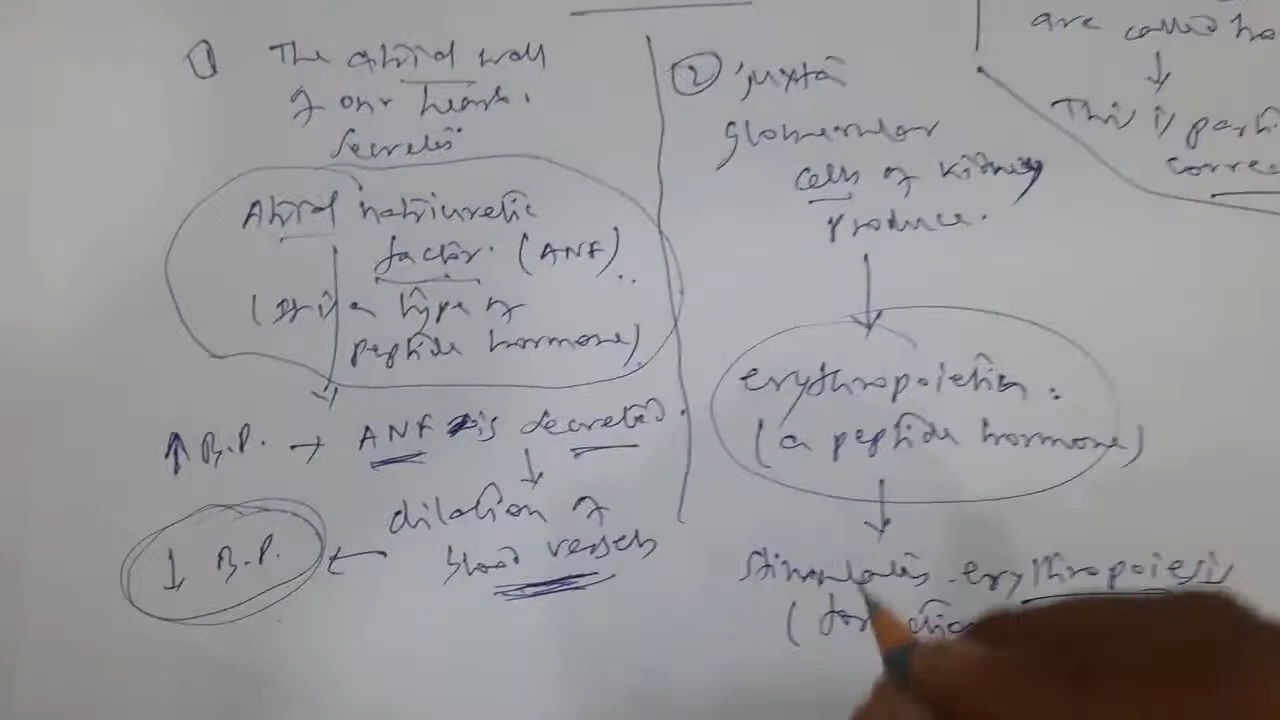 ① The atrial wall
of our heart.
Secretes
Atrial natriuretic
factor. (ANF)..
(It is a type of
peptide hormone)
↑ B.P. → ANF is secreted.
↓
dilation of
blood vessels
← ↓ B.P.
② juxta
glomerular
cells of kidney
produce.
↓
erythropoietin.
(a peptide hormone)
↓
Stimulates erythropoiesis
(for
are called
↓
This is parti
corre